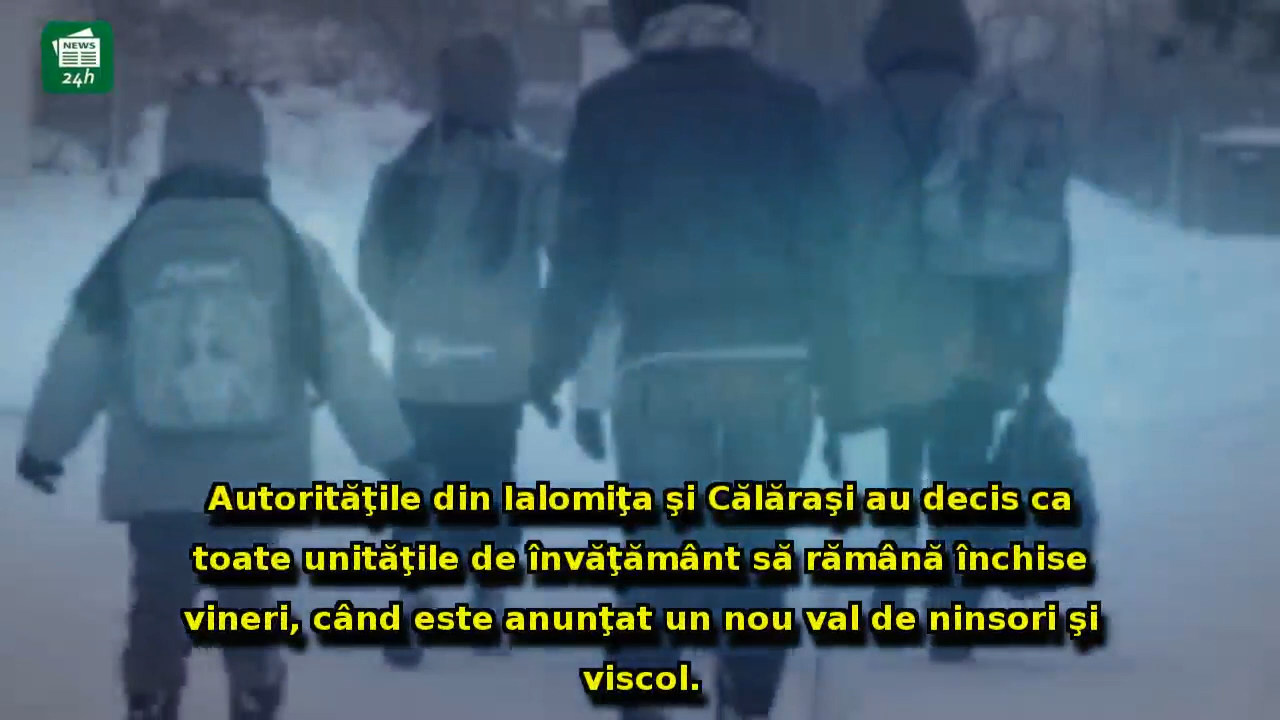 NEWS
24h
Autorităţile din Ialomiţa şi Călăraşi au decis ca
toate unităţile de învăţământ să rămână închise
vineri, când este anunţat un nou val de ninsori şi
viscol.